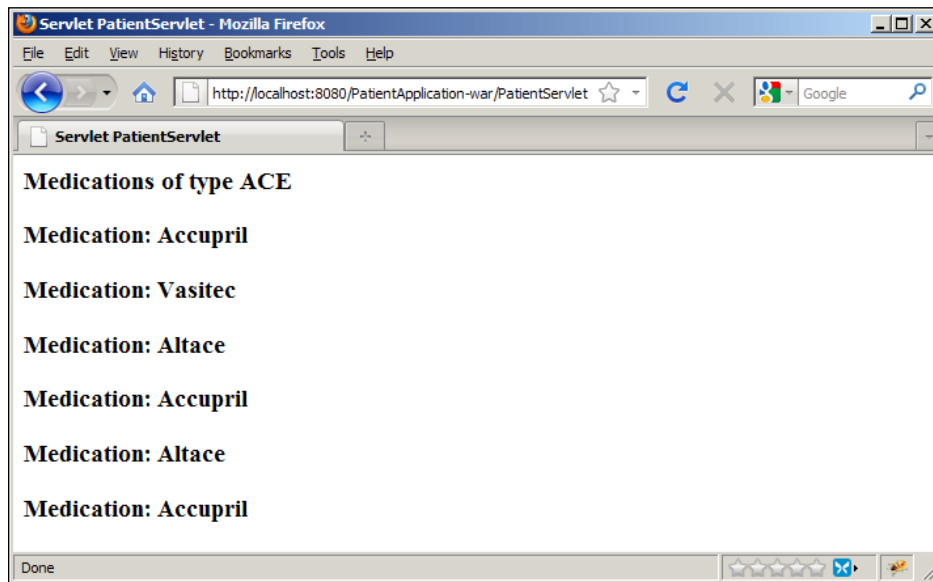 Servlet PatientServlet - Mozilla Firefox
File Edit View History Bookmarks Tools Help
http://localhost:8080/PatientApplication-war/PatientServlet Google
Servlet PatientServlet
Medications of type ACE
Medication: Accupril
Medication: Vasitec
Medication: Altace
Medication: Accupril
Medication: Altace
Medication: Accupril
Done